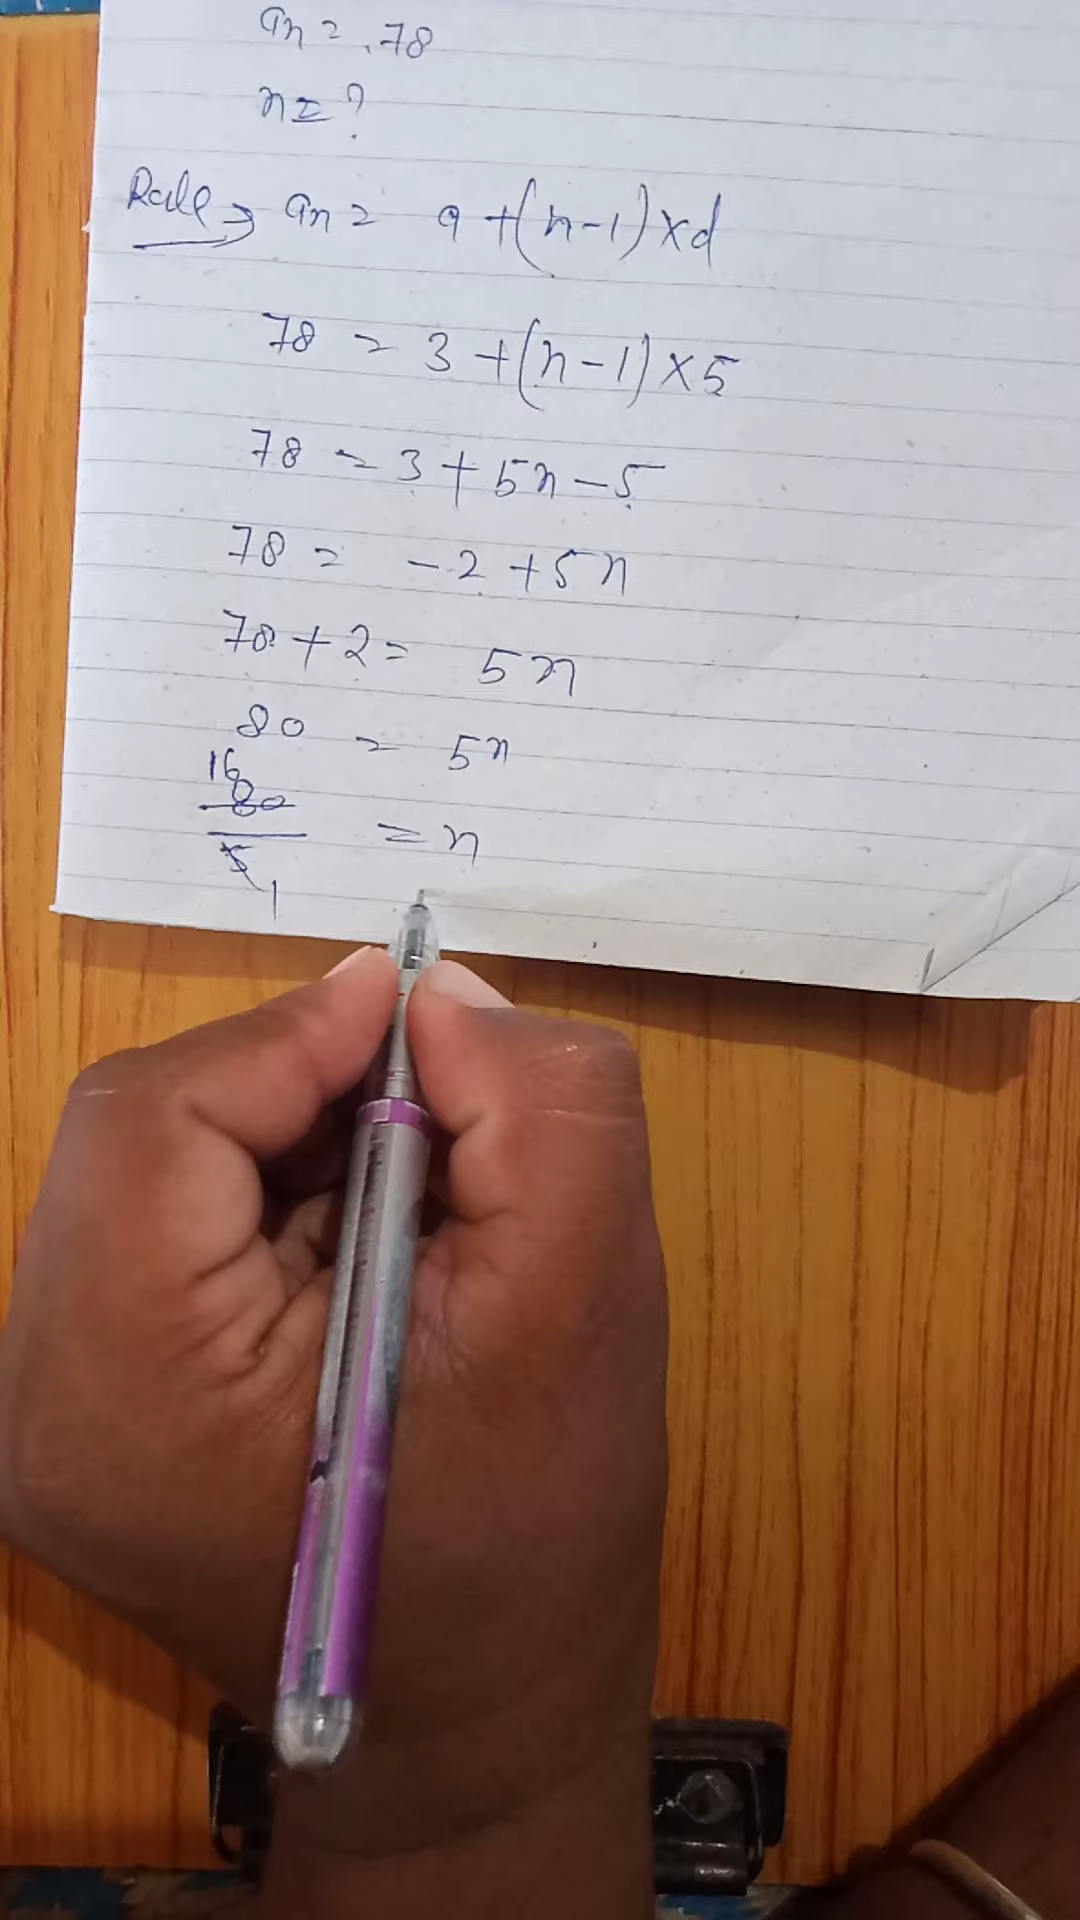 an = 78
n = ?
Rule → an = a + (n-1) x d
78 = 3 + (n-1) x 5
78 = 3 + 5n - 5
78 = -2 + 5n
78 + 2 = 5n
80 = 5n
16
80/5 = n
1